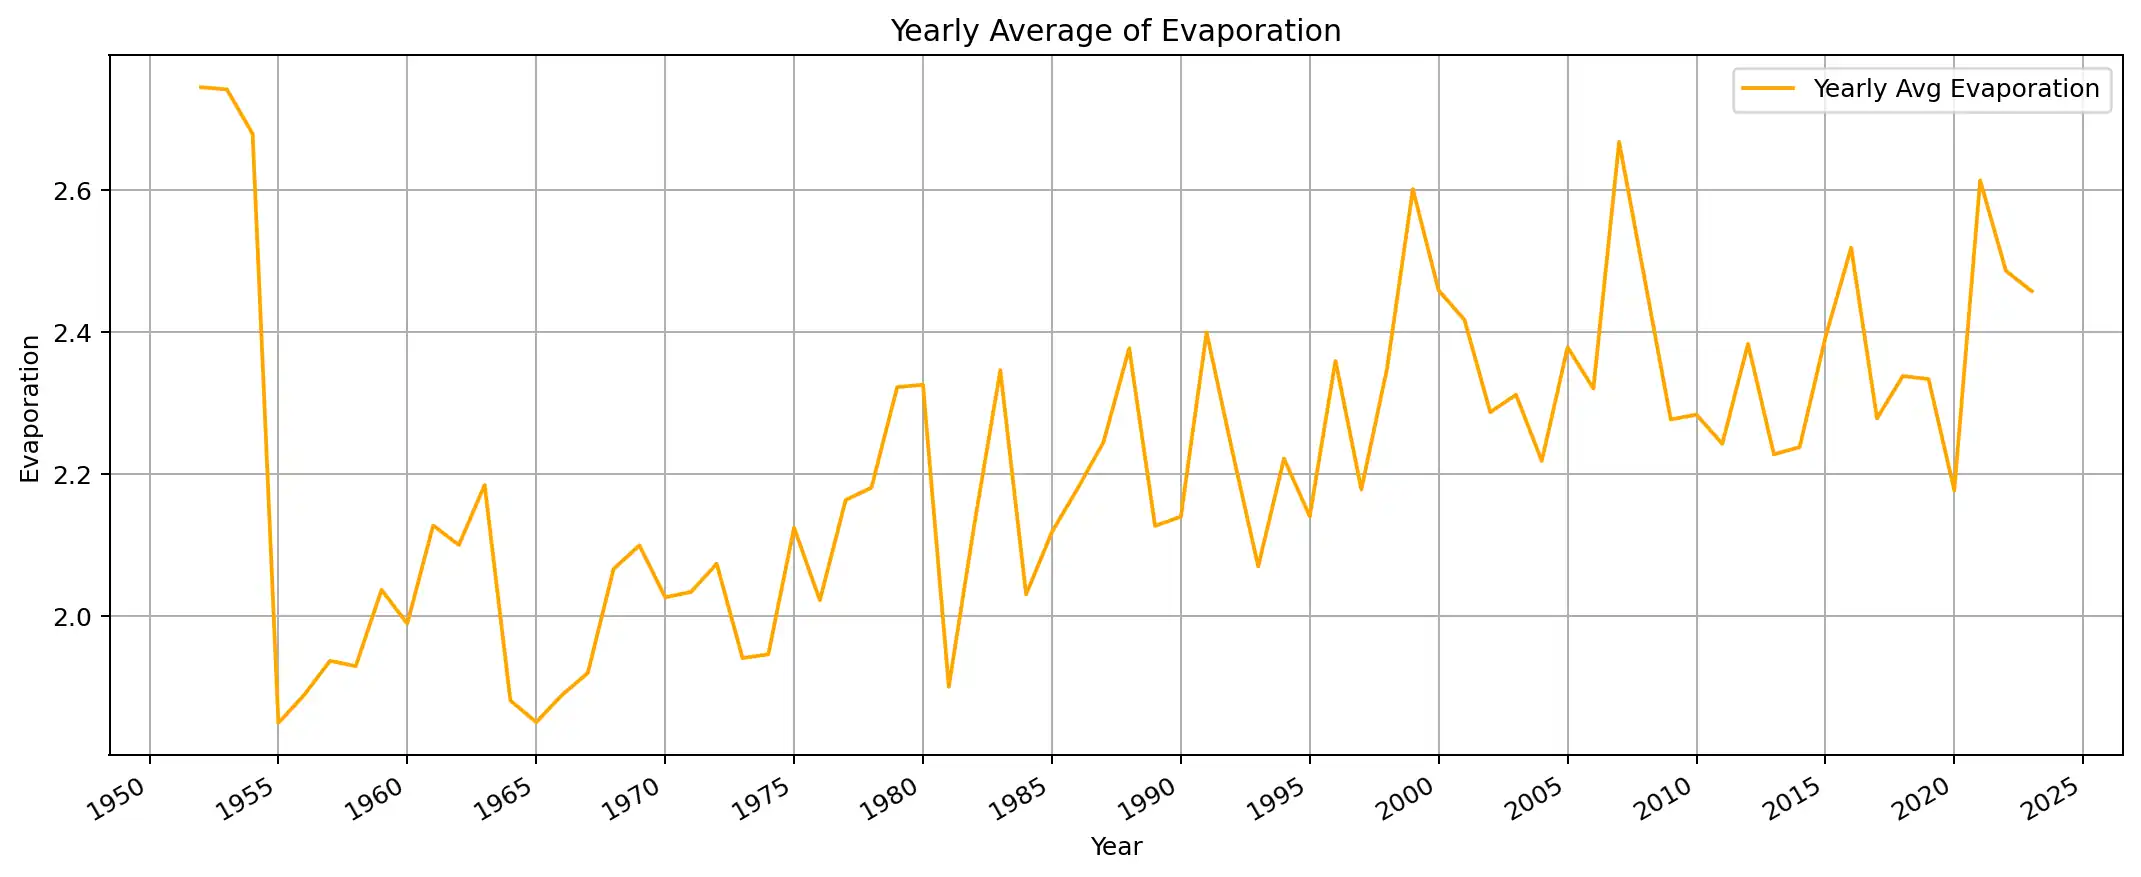 Yearly Average of Evaporation
Yearly Avg Evaporation
Evaporation
2.6
2.4
2.2
2.0
1950 1955 1960 1965 1970 1975 1980 1985 1990 1995 2000 2005 2010 2015 2020 2025
Year